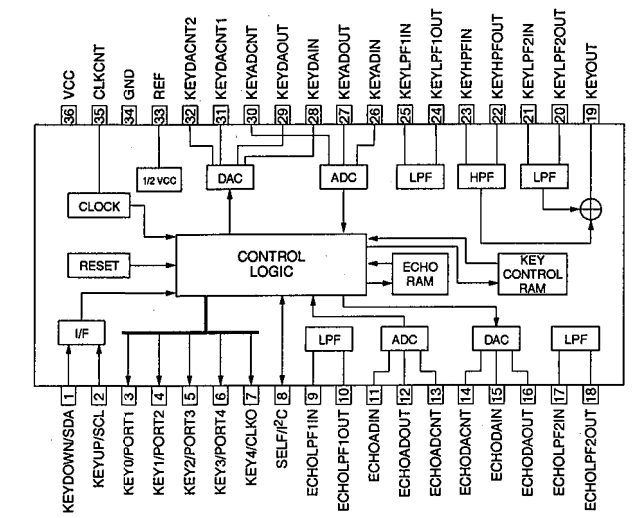 VCC
CLKCNT
GND
REF
KEYDACNT2
KEYDACNT1
KEYADCNT
KEYDAOUT
KEYDAIN
KEYADOUT
KEYADIN
KEYLPF1IN
KEYLPF1OUT
KEYHPFIN
KEYHPFOUT
KEYLPF2IN
KEYLPF2OUT
KEYOUT
36 35 34 33 32 31 30 29 28 27 26 25 24 23 22 21 20 19
1/2 VCC
DAC
ADC
LPF
HPF
LPF
CLOCK
RESET
CONTROL
LOGIC
ECHO
RAM
KEY
CONTROL
RAM
I/F
LPF
ADC
DAC
LPF
1 2 3 4 5 6 7 8 9 10 11 12 13 14 15 16 17 18
KEYDOWN/SDA
KEYUP/SCL
KEY0/PORT1
KEY1/PORT2
KEY2/PORT3
KEY3/PORT4
KEY4/CLKO
SELF/I²C
ECHOLPF1IN
ECHOLPF1OUT
ECHOADIN
ECHOADOUT
ECHOADCNT
ECHODACNT
ECHODAIN
ECHODAOUT
ECHOLPF2IN
ECHOLPF2OUT